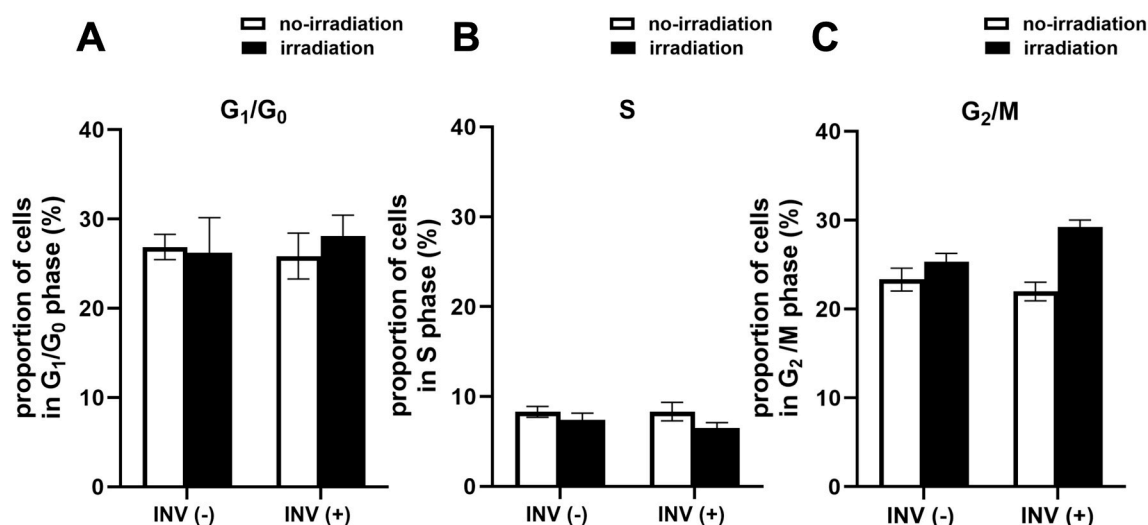 A
no-irradiation
irradiation
G₁/G₀
proportion of cells
in G₁/G₀ phase (%)
40
30
20
10
0
INV (-)
INV (+)
B
no-irradiation
irradiation
S
proportion of cells
in S phase (%)
40
30
20
10
0
INV (-)
INV (+)
C
no-irradiation
irradiation
G₂/M
proportion of cells
in G₂ /M phase (%)
40
30
20
10
0
INV (-)
INV (+)